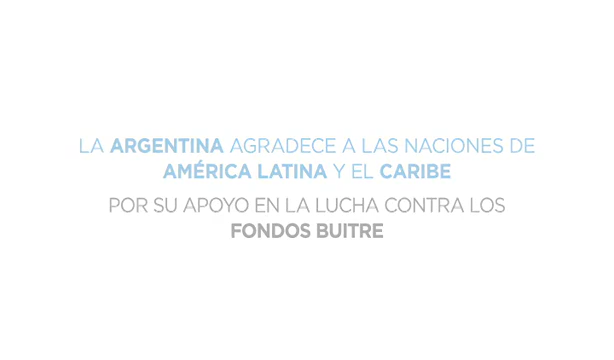 LA ARGENTINA AGRADECE A LAS NACIONES DE
AMÉRICA LATINA Y EL CARIBE
POR SU APOYO EN LA LUCHA CONTRA LOS
FONDOS BUITRE